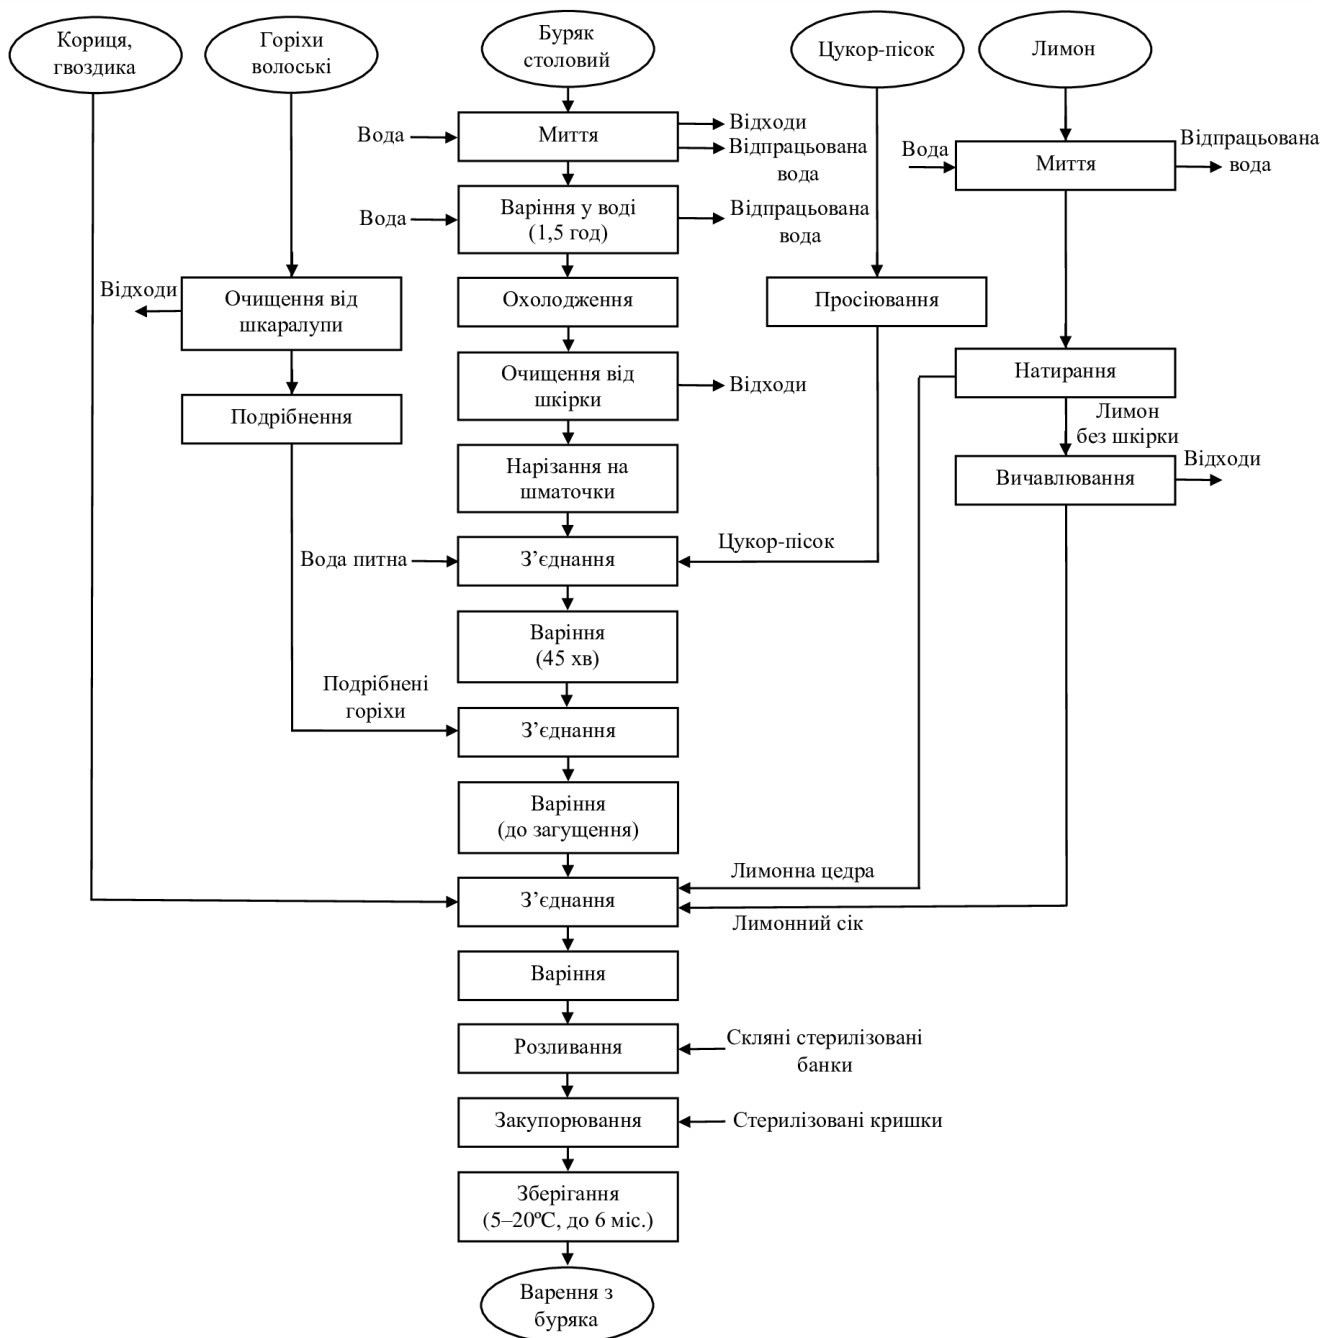 Кориця,
гвоздика
Горіхи
волоські
Буряк
столовий
Цукор-пісок
Лимон
Вода
Миття
Відходи
Відпрацьована
вода
Вода
Миття
Відпрацьована
вода
Вода
Варіння у воді
(1,5 год)
Відпрацьована
вода
Відходи
Очищення від
шкаралупи
Охолодження
Просіювання
Очищення від
шкірки
Відходи
Натирання
Подрібнення
Лимон
без шкірки
Нарізання на
шматочки
Вичавлювання
Відходи
Вода питна
З’єднання
Цукор-пісок
Варіння
(45 хв)
Подрібнені
горіхи
З’єднання
Варіння
(до загущення)
Лимонна цедра
З’єднання
Лимонний сік
Варіння
Розливання
Скляні стерилізовані
банки
Закупорювання
Стерилізовані кришки
Зберігання
(5–20ºС, до 6 міс.)
Варення з
буряка